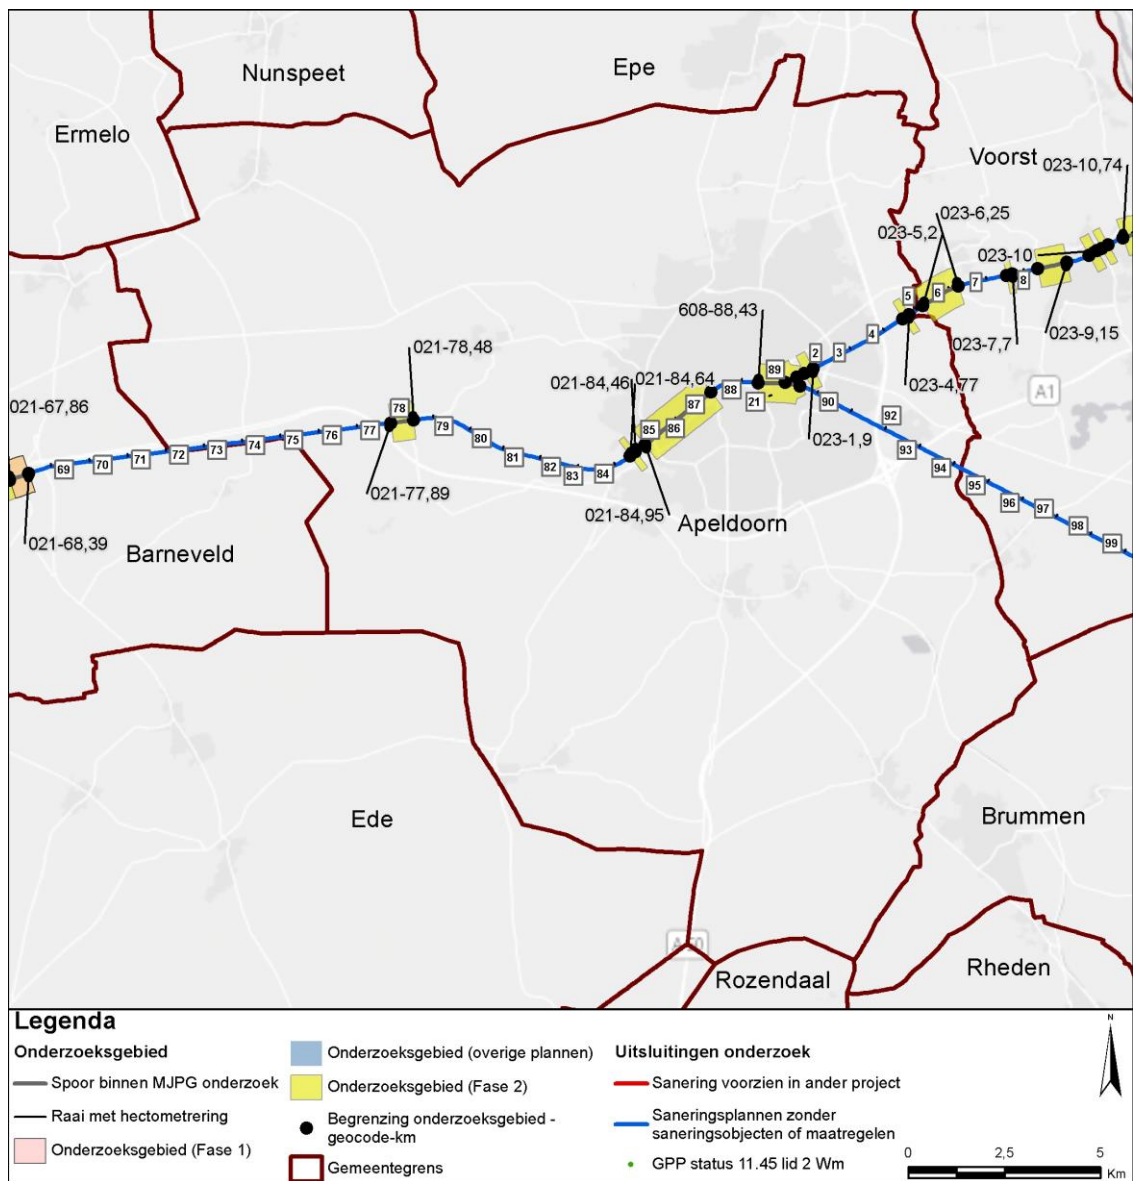 Nunspeet
Epe
Ermelo
Voorst
023-10,74
023-6,25
023-5,2
023-10
5
6
7
8
608-88,43
2
3
4
023-7,7
023-9,15
021-78,48
021-84,46
021-84,64
89
88
21
023-4,77
A1
021-67,86
78
87
90
92
79
85
86
80
93
023-1,9
69
70
71
72
73
74
75
76
77
81
82
83
84
94
95
96
97
98
99
021-77,89
021-84,95
Apeldoorn
021-68,39
Barneveld
Ede
Brummen
Rozendaal
Rheden
Legenda
Onderzoeksgebied
Spoor binnen MJPG onderzoek
Raai met hectometrering
Onderzoeksgebied (Fase 1)
Onderzoeksgebied (overige plannen)
Onderzoeksgebied (Fase 2)
Begrenzing onderzoeksgebied -
geocode-km
Gemeentegrens
Uitsluitingen onderzoek
Sanering voorzien in ander project
Saneringsplannen zonder
saneringsobjecten of maatregelen
GPP status 11.45 lid 2 Wm
N
0
2,5
5
Km